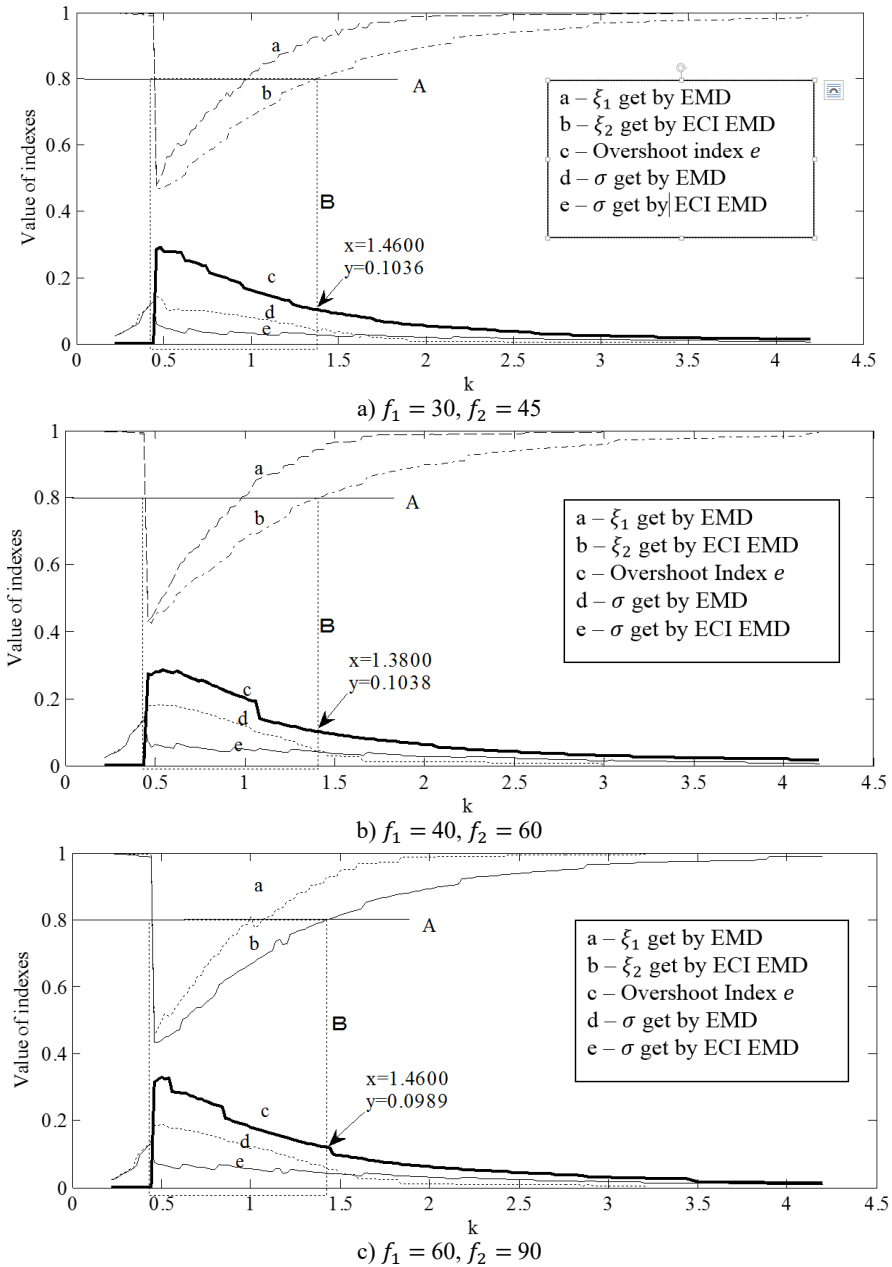 1
0.8
0.6
0.4
0.2
0
Value of indexes
a
b
A
B
c
d
e
x=1.4600
y=0.1036
a – ξ₁ get by EMD
b – ξ₂ get by ECI EMD
c – Overshoot index e
d – σ get by EMD
e – σ get by ECI EMD
0 0.5 1 1.5 2 2.5 3 3.5 4 4.5
k
a) f₁ = 30, f₂ = 45
1
0.8
0.6
0.4
0.2
0
Value of indexes
a
b
A
B
c
d
e
x=1.3800
y=0.1038
a – ξ₁ get by EMD
b – ξ₂ get by ECI EMD
c – Overshoot Index e
d – σ get by EMD
e – σ get by ECI EMD
0 0.5 1 1.5 2 2.5 3 3.5 4 4.5
k
b) f₁ = 40, f₂ = 60
1
0.8
0.6
0.4
0.2
0
Value of indexes
a
b
A
B
c
d
e
x=1.4600
y=0.0989
a – ξ₁ get by EMD
b – ξ₂ get by ECI EMD
c – Overshoot Index e
d – σ get by EMD
e – σ get by ECI EMD
0 0.5 1 1.5 2 2.5 3 3.5 4 4.5
k
c) f₁ = 60, f₂ = 90